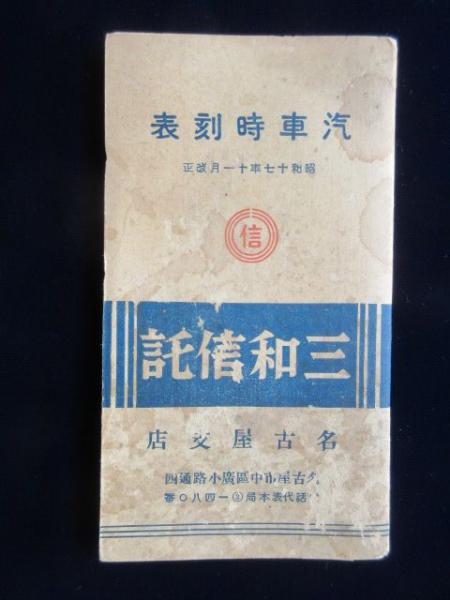 汽車時刻表
昭和十七年十一月改正
信
三和信託
名古屋支店
名古屋市中區廣小路通四
話代表本局③一四八〇番